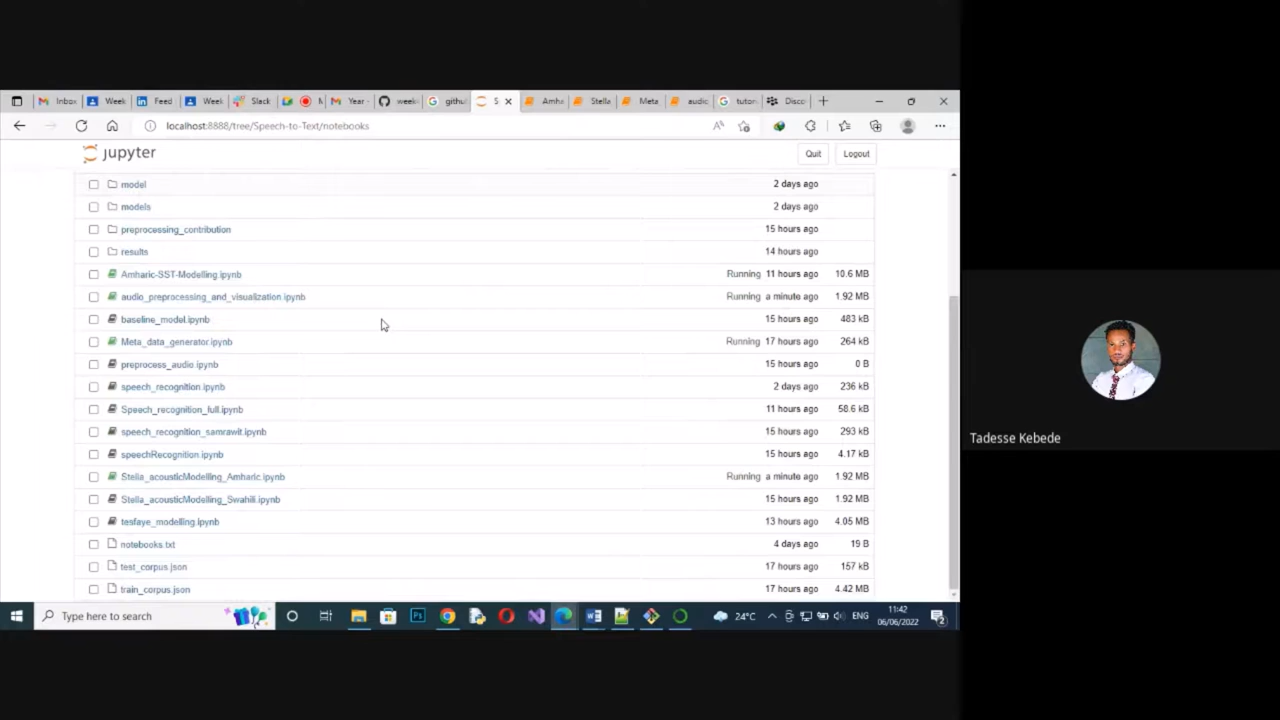 Inbox Week Feed Week Slack M Year week githu S Amha Stella Meta audic tutor Disco
localhost:8888/tree/Speech-to-Text/notebooks
jupyter Quit Logout
model 2 days ago
models 2 days ago
preprocessing_contribution 15 hours ago
results 14 hours ago
Amharic-SST-Modelling.ipynb Running 11 hours ago 10.6 MB
audio_preprocessing_and_visualization.ipynb Running a minute ago 1.92 MB
baseline_model.ipynb 15 hours ago 483 kB
Meta_data_generator.ipynb Running 17 hours ago 264 kB
preprocess_audio.ipynb 15 hours ago 0 B
speech_recognition.ipynb 2 days ago 236 kB
Speech_recognition_full.ipynb 11 hours ago 58.6 kB
speech_recognition_samrawit.ipynb 15 hours ago 293 kB
speechRecognition.ipynb 15 hours ago 4.17 kB
Stella_acousticModelling_Amharic.ipynb Running a minute ago 1.92 MB
Stella_acousticModelling_Swahili.ipynb 15 hours ago 1.92 MB
tesfaye_modelling.ipynb 13 hours ago 4.05 MB
notebooks.txt 4 days ago 19 B
test_corpus.json 17 hours ago 157 kB
train_corpus.json 17 hours ago 4.42 MB
Type here to search 24°C ENG 11:42
06/06/2022 2
Tadesse Kebede